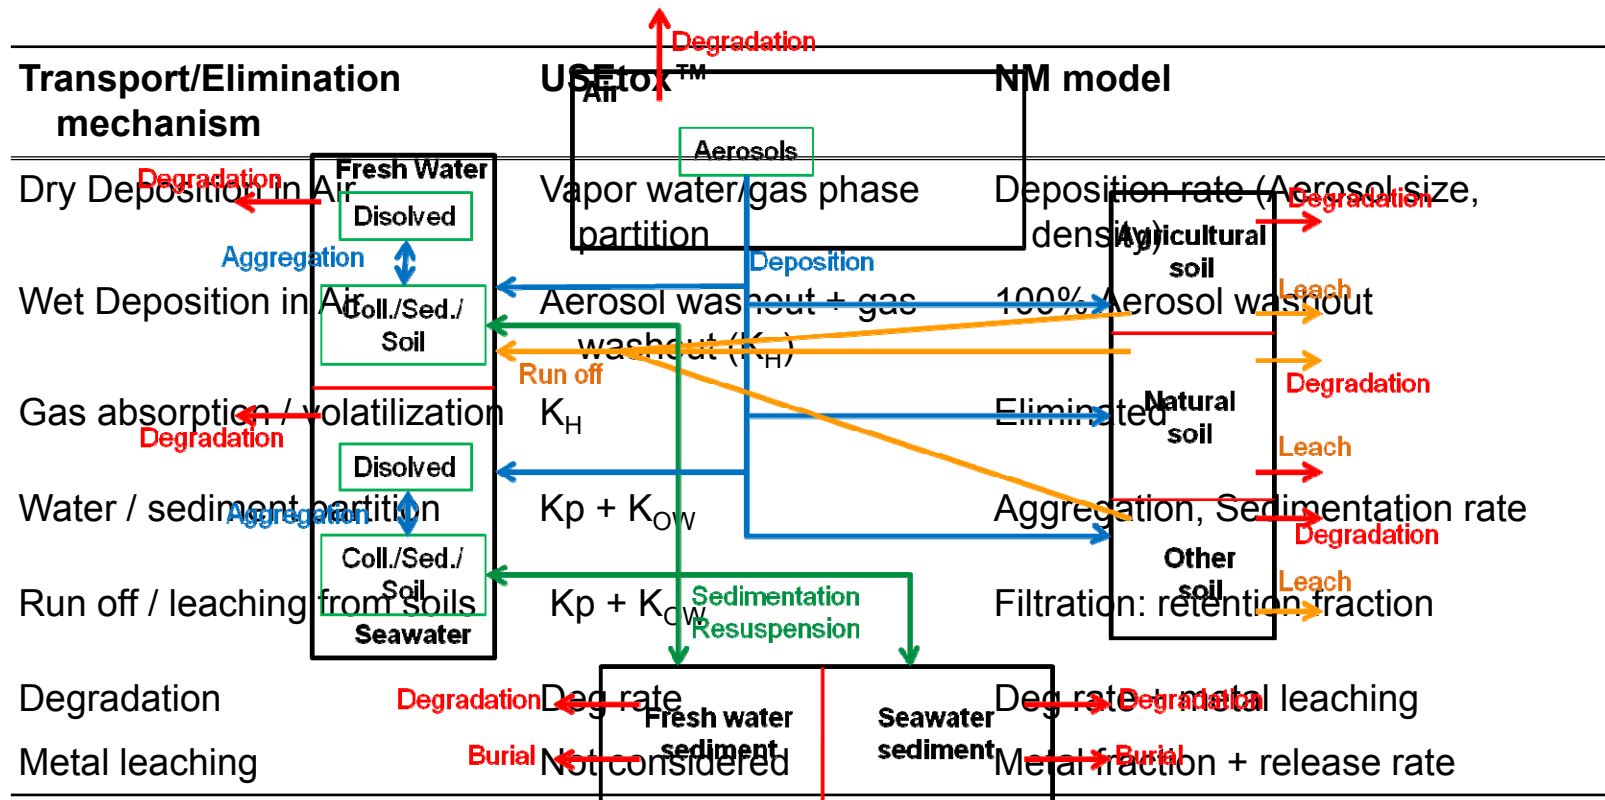 Degradation
Transport/Elimination
mechanism
USEtox™
NM model
Air
Aerosols
Fresh Water
Dry Deposition in Air
Vapor water/gas phase
partition
Deposition rate (Aerosol size,
density)
Degradation
Disolved
Degradation
Agricultural
soil
Aggregation
Deposition
Wet Deposition in Air
Aerosol washout + gas
washout (KH)
100% Aerosol washout
Leach
Coll./Sed./
Soil
Run off
Degradation
Gas absorption / volatilization
KH
Eliminated
Natural
soil
Degradation
Leach
Disolved
Water / sediment partition
Kp + KOW
Aggregation, Sedimentation rate
Aggregation
Degradation
Coll./Sed./
Soil
Other
soil
Leach
Run off / leaching from soils
Kp + KOW
Filtration: retention fraction
Sedimentation
Resuspension
Seawater
Degradation
Deg rate
Deg rate + metal leaching
Degradation
Degradation
Fresh water
sediment
Seawater
sediment
Metal leaching
Not considered
Metal fraction + release rate
Burial
Burial